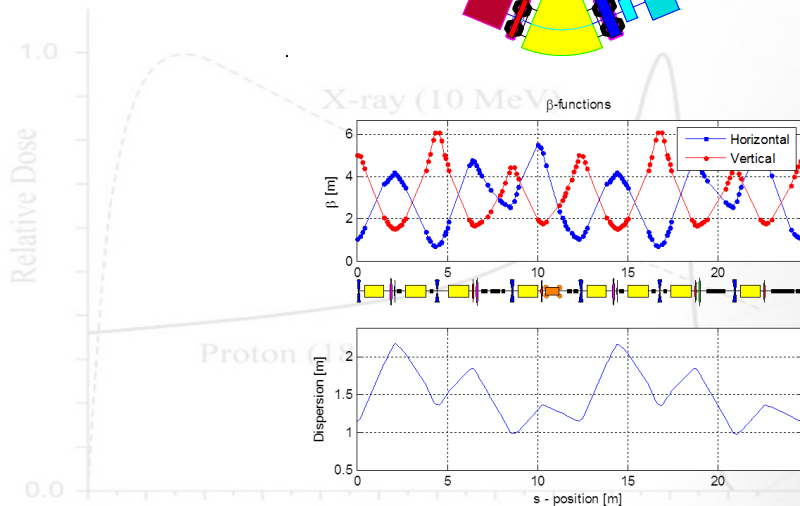 1.0
X-ray (10 MeV)
β-functions
Relative Dose
6
4
2
0
β [m]
Horizontal
Vertical
0 5 10 15 20
Proton (18
2
1.5
1
0.5
Dispersion [m]
0.0
0 5 10 15 20
s - position [m]